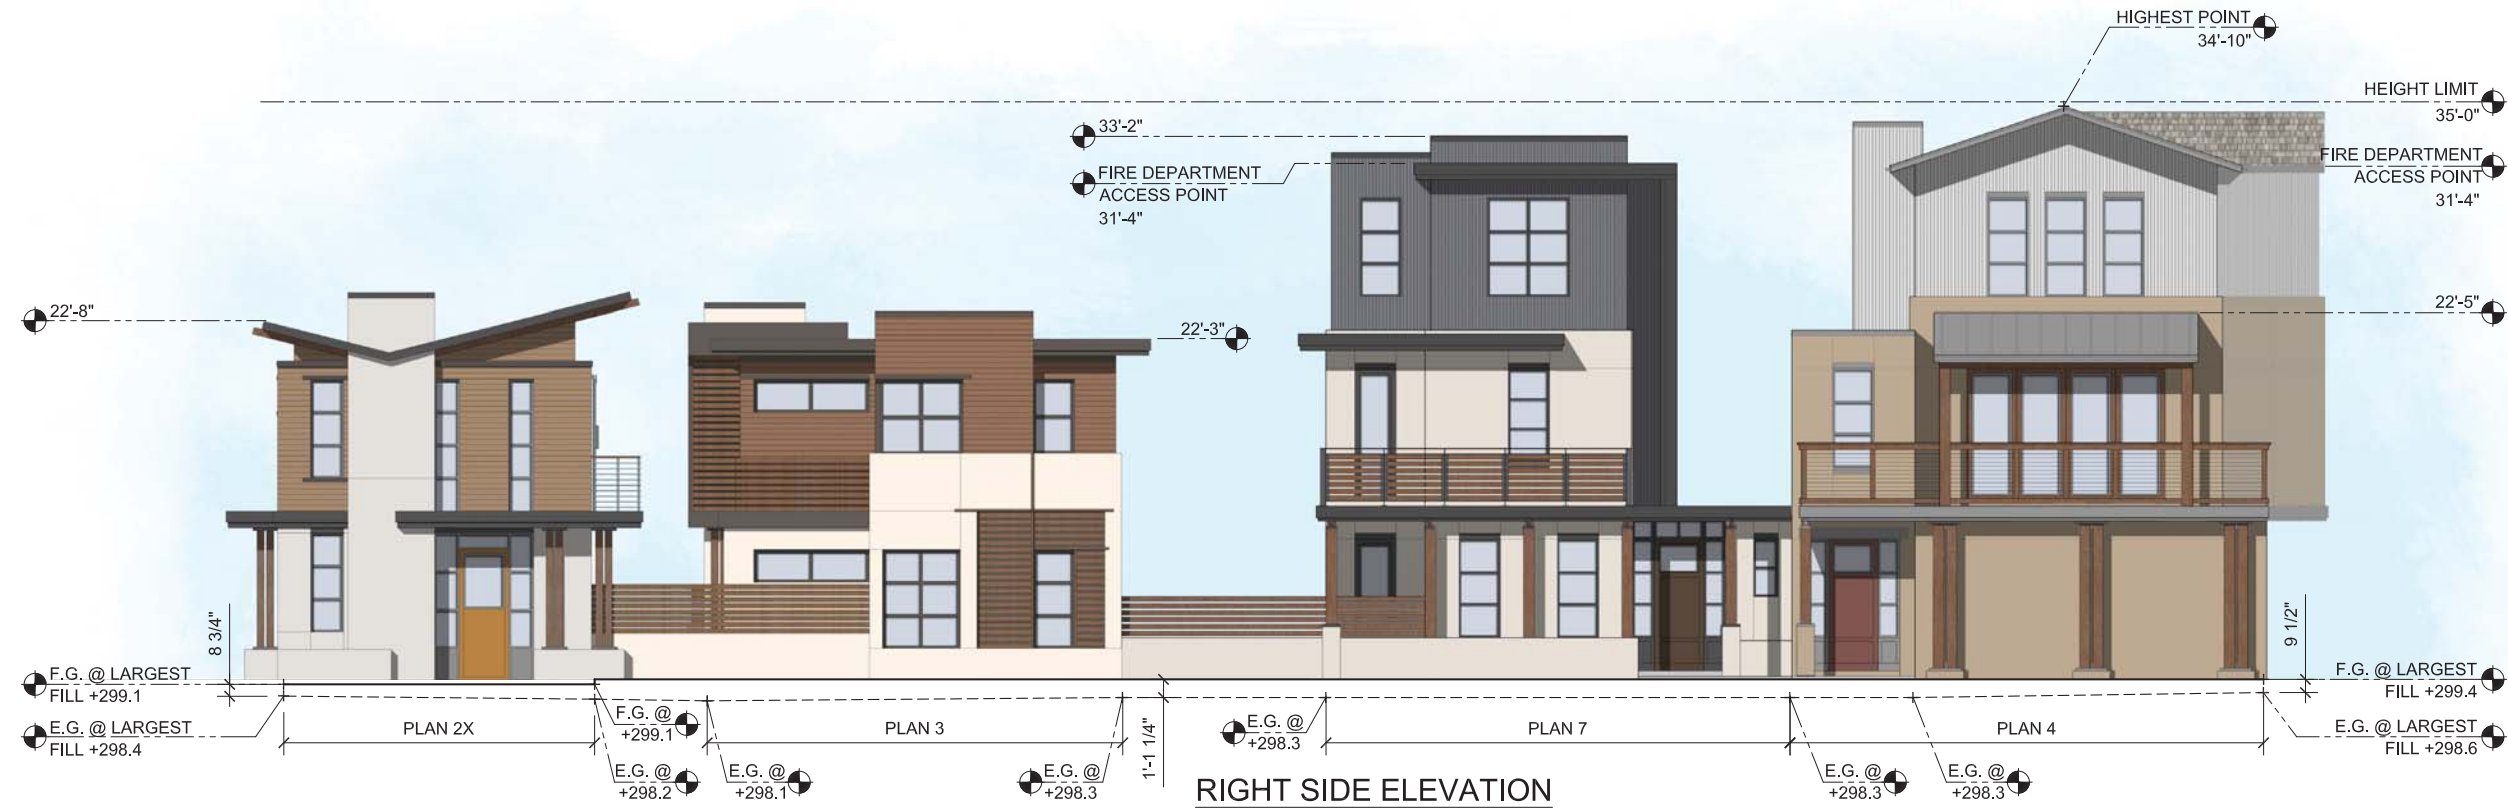 HIGHEST POINT
34'-10"
HEIGHT LIMIT
35'-0"
33'-2"
FIRE DEPARTMENT
ACCESS POINT
31'-4"
FIRE DEPARTMENT
ACCESS POINT
31'-4"
22'-8"
22'-3"
22'-5"
8 3/4"
9 1/2"
F.G. @ LARGEST
FILL +299.1
E.G. @ LARGEST
FILL +298.4
PLAN 2X
F.G. @
+299.1
PLAN 3
1'-1 1/4"
E.G. @
+298.3
PLAN 7
PLAN 4
F.G. @ LARGEST
FILL +299.4
E.G. @ LARGEST
FILL +298.6
E.G. @
+298.2
E.G. @
+298.1
E.G. @
+298.3
RIGHT SIDE ELEVATION
E.G. @
+298.3
E.G. @
+298.3